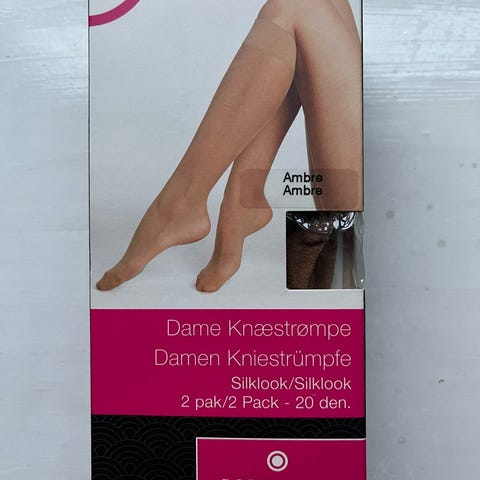 Ambre
Ambre
Dame Knæstrømpe
Damen Kniestrümpfe
Silklook/Silklook
2 pak/2 Pack - 20 den.